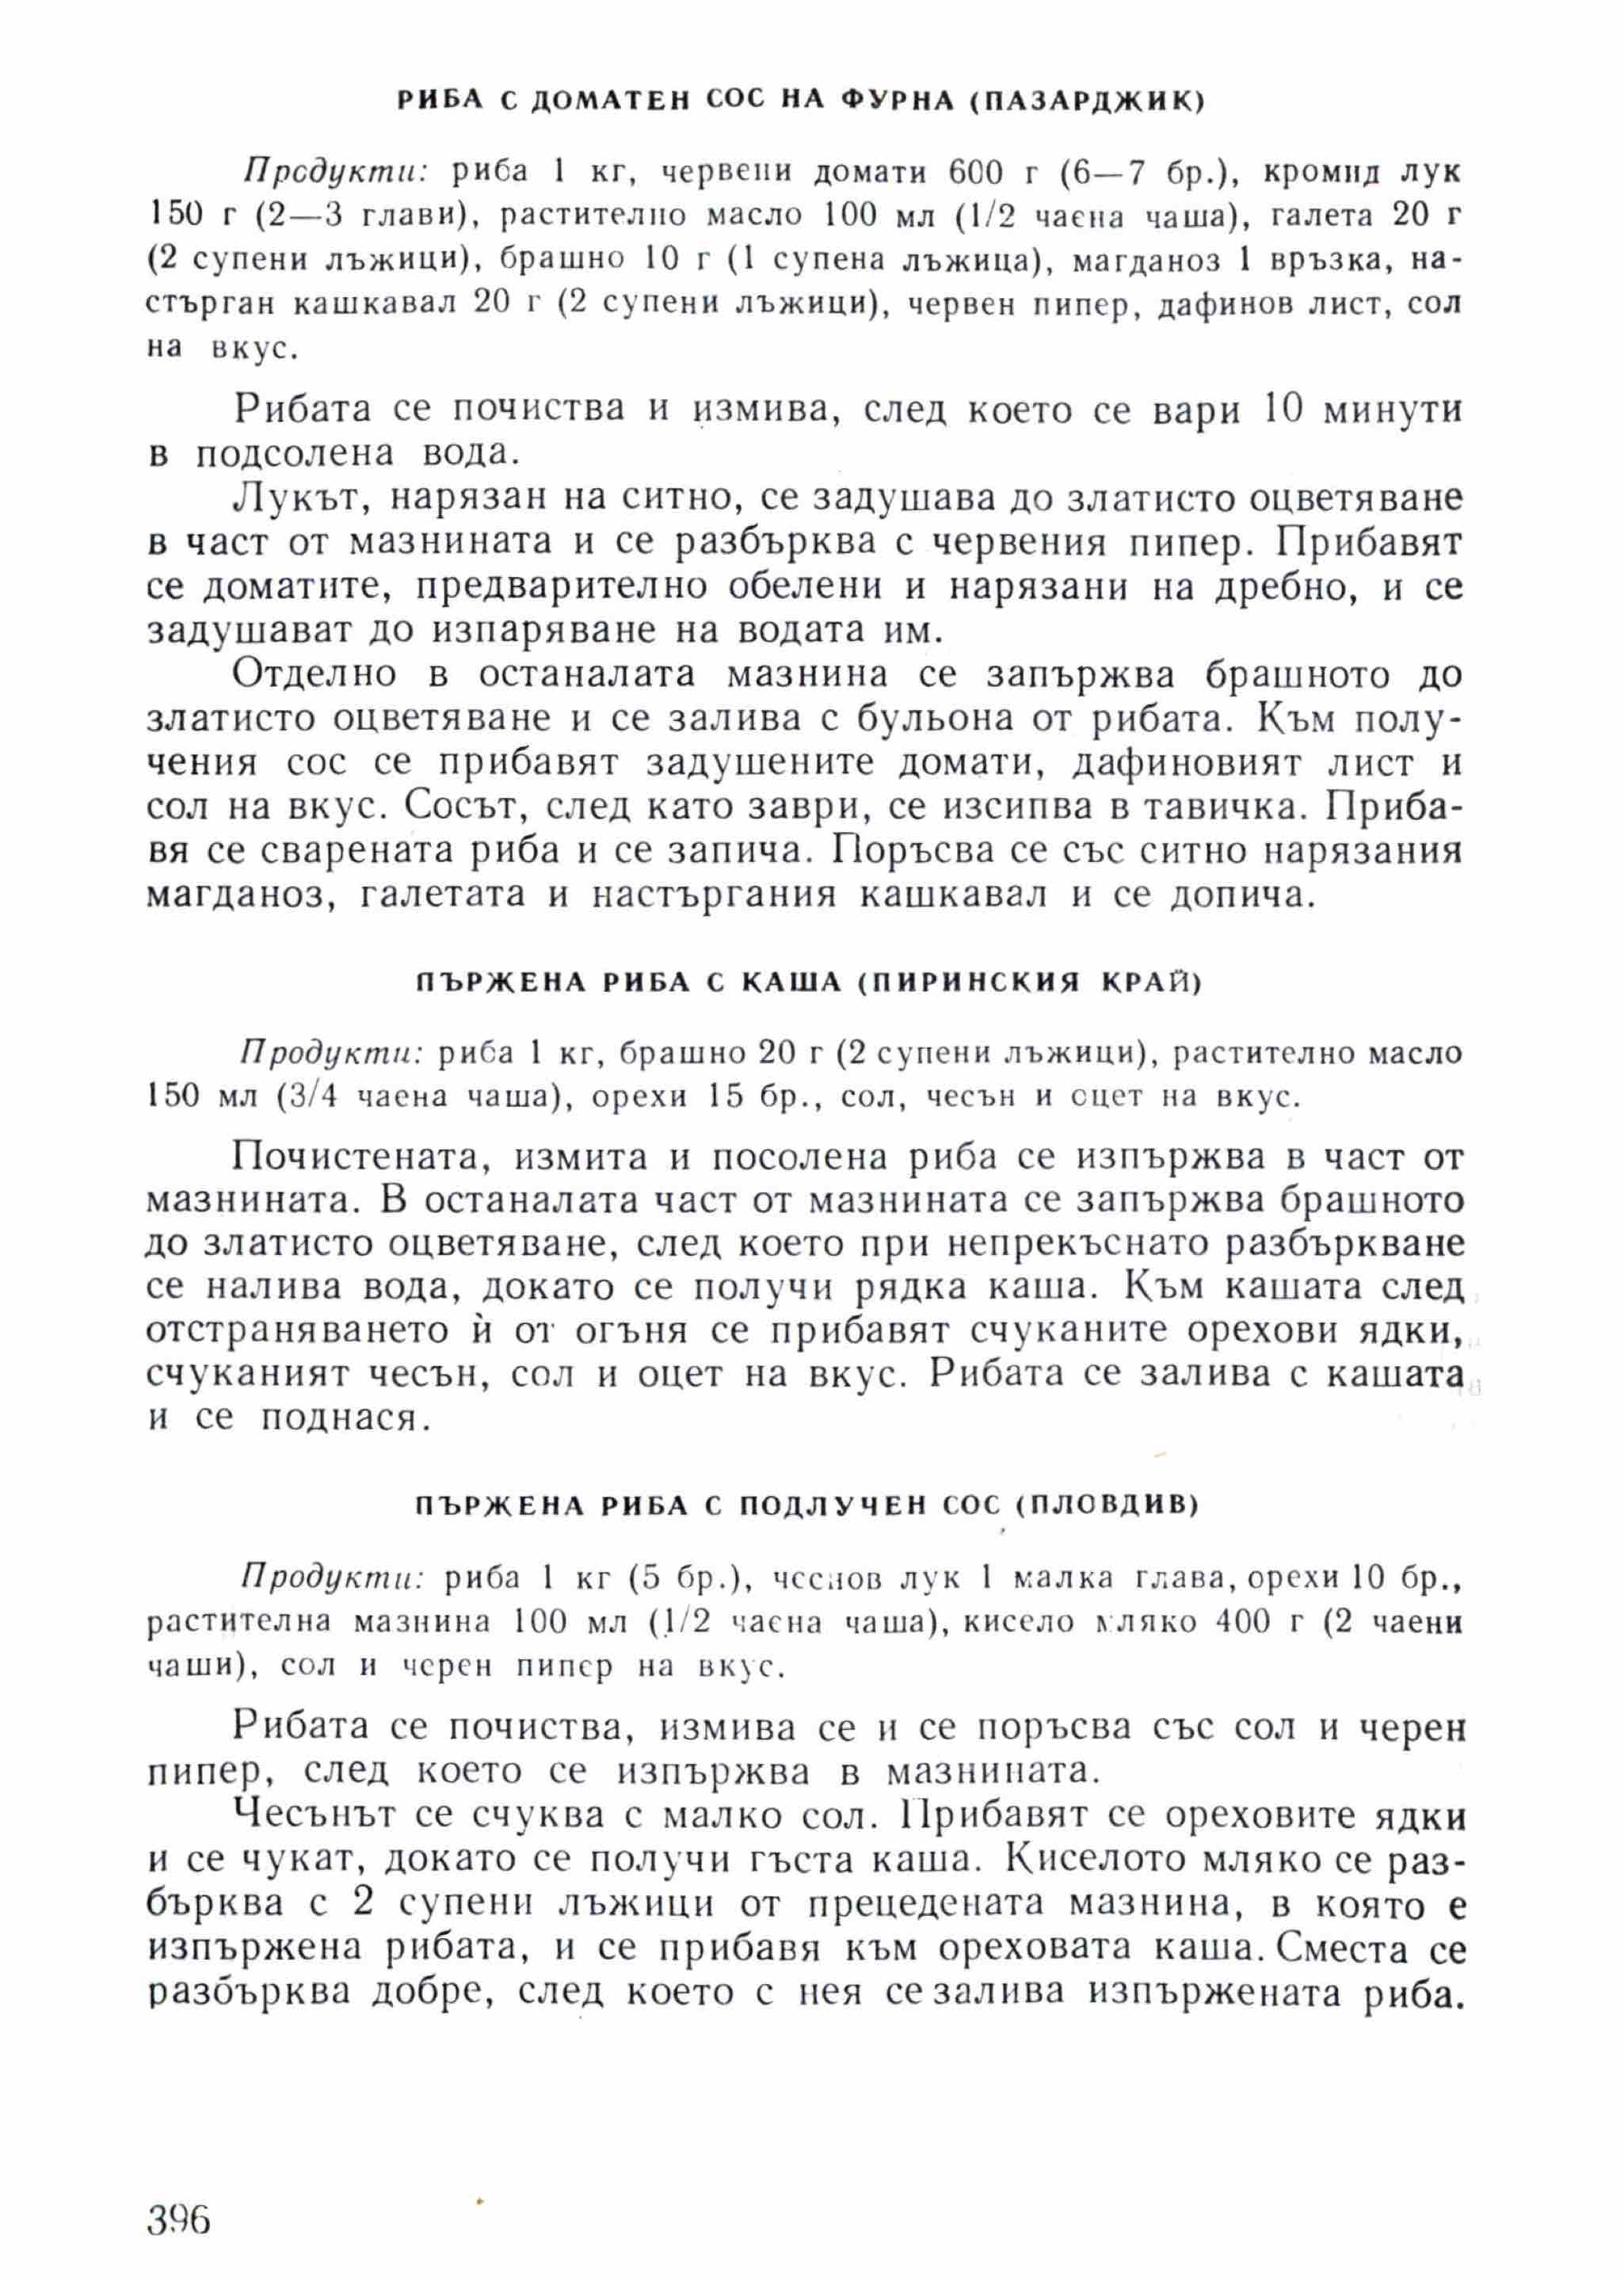 РИБА С ДОМАТЕН СОС НА ФУРНА (ПАЗАРДЖИК)
Продукти: риба 1 кг, червени домати 600 г (6—7 бр.), кромид лук
150 г (2—3 глави), растително масло 100 мл (1/2 чаена чаша), галета 20 г
(2 супени лъжици), брашно 10 г (1 супена лъжица), магданоз 1 връзка, на-
стърган кашкавал 20 г (2 супени лъжици), червен пипер, дафинов лист, сол
на вкус.
Рибата се почиства и измива, след което се вари 10 минути
в подсолена вода.
Лукът, нарязан на ситно, се задушава до златисто оцветяване
в част от мазнината и се разбърква с червения пипер. Прибавят
се доматите, предварително обелени и нарязани на дребно, и се
задушават до изпаряване на водата им.
Отделно в останалата мазнина се запържва брашното до
златисто оцветяване и се залива с бульона от рибата. Към полу-
чения сос се прибавят задушените домати, дафиновият лист и
сол на вкус. Сосът, след като заври, се изсипва в тавичка. Приба-
вя се сварената риба и се запича. Поръсва се със ситно нарязания
магданоз, галетата и настъргания кашкавал и се допича.
ПЪРЖЕНА РИБА С КАША (ПИРИНСКИЯ КРАЙ)
Продукти: риба 1 кг, брашно 20 г (2 супени лъжици), растително масло
150 мл (3/4 чаена чаша), орехи 15 бр., сол, чесън и оцет на вкус.
Почистената, измита и посолена риба се изпържва в част от
мазнината. В останалата част от мазнината се запържва брашното
до златисто оцветяване, след което при непрекъснато разбъркване
се налива вода, докато се получи рядка каша. Към кашата след
отстраняването ѝ от огъня се прибавят счуканите орехови ядки,
счуканият чесън, сол и оцет на вкус. Рибата се залива с кашата
и се поднася.
ПЪРЖЕНА РИБА С ПОДЛУЧЕН СОС (ПЛОВДИВ)
Продукти: риба 1 кг (5 бр.), чеснов лук 1 малка глава, орехи 10 бр.,
растителна мазнина 100 мл (1/2 чаена чаша), кисело мляко 400 г (2 чаени
чаши), сол и черен пипер на вкус.
Рибата се почиства, измива се и се поръсва със сол и черен
пипер, след което се изпържва в мазнината.
Чесънът се счуква с малко сол. Прибавят се ореховите ядки
и се чукат, докато се получи гъста каша. Киселото мляко се раз-
бърква с 2 супени лъжици от прецедената мазнина, в която е
изпържена рибата, и се прибавя към ореховата каша. Сместа се
разбърква добре, след което с нея се залива изпържената риба.
396